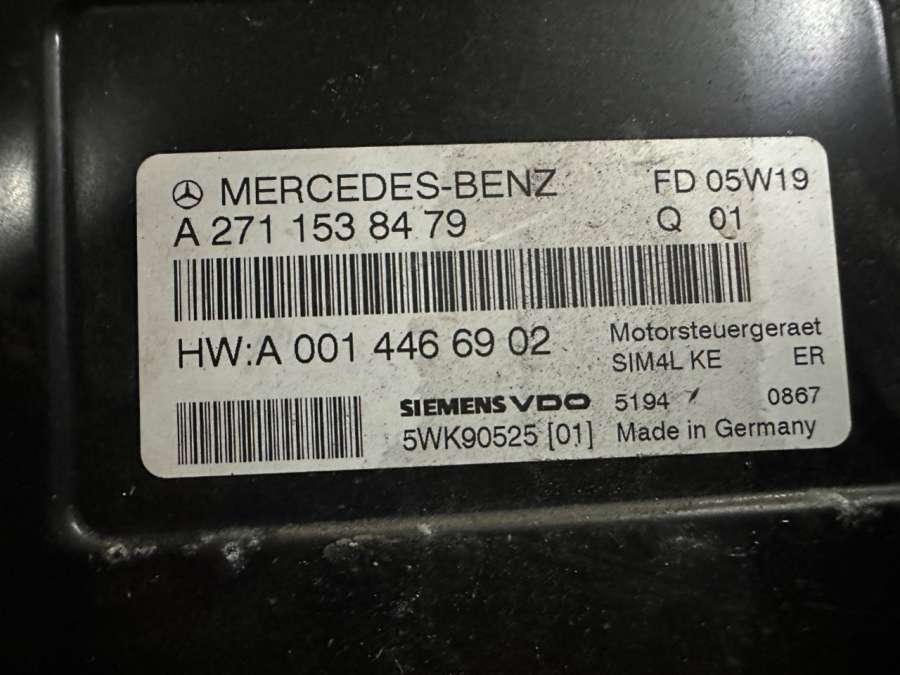 MERCEDES-BENZ FD 05W19
A 271 153 84 79 Q 01
HW:A 001 446 69 02 Motorsteuergeraet
SIM4L KE ER
SIEMENS VDO 5194 0867
5WK90525 [01] Made in Germany